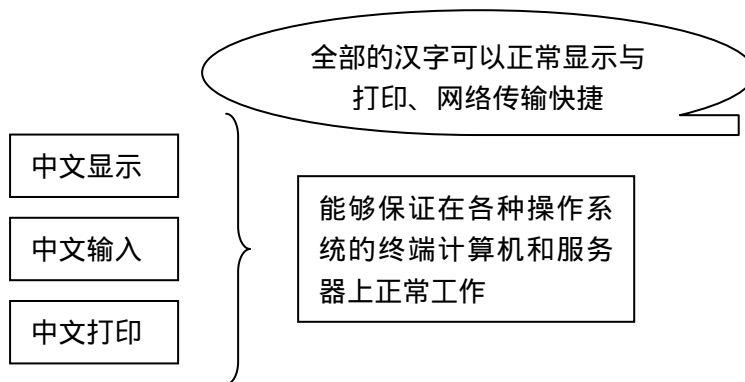 全部的汉字可以正常显示与
打印、网络传输快捷
中文显示
中文输入
中文打印
能够保证在各种操作系
统的终端计算机和服务
器上正常工作